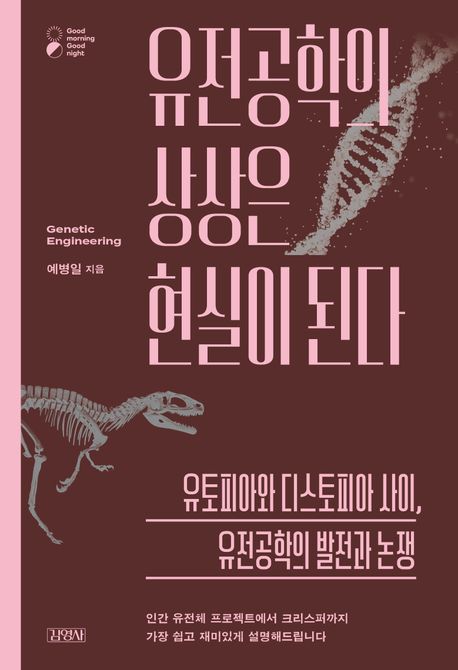 Good
morning
Good
night
유전공학의
상상은
현실이 된다
Genetic
Engineering
예병일 지음
유토피아와 디스토피아 사이,
유전공학의 발전과 논쟁
인간 유전체 프로젝트에서 크리스퍼까지
가장 쉽고 재미있게 설명해드립니다
김영사